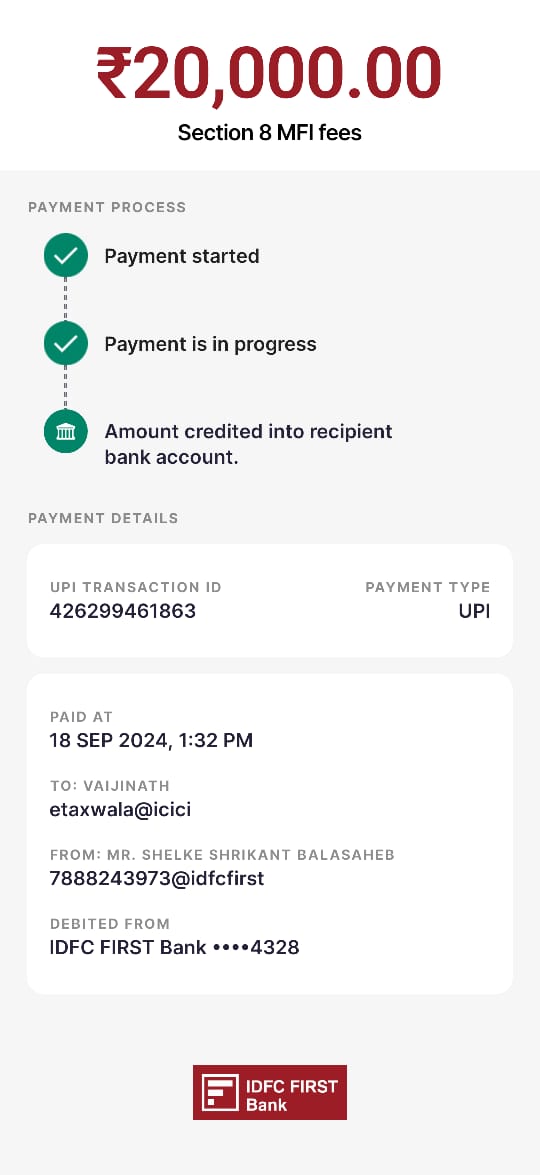 ₹20,000.00
Section 8 MFI fees
PAYMENT PROCESS
Payment started
Payment is in progress
Amount credited into recipient
bank account.
PAYMENT DETAILS
UPI TRANSACTION ID
426299461863
PAYMENT TYPE
UPI
PAID AT
18 SEP 2024, 1:32 PM
TO: VAIJINATH
etaxwala@icici
FROM: MR. SHELKE SHRIKANT BALASAHEB
7888243973@idfcfirst
DEBITED FROM
IDFC FIRST Bank ••••4328
IDFC FIRST
Bank